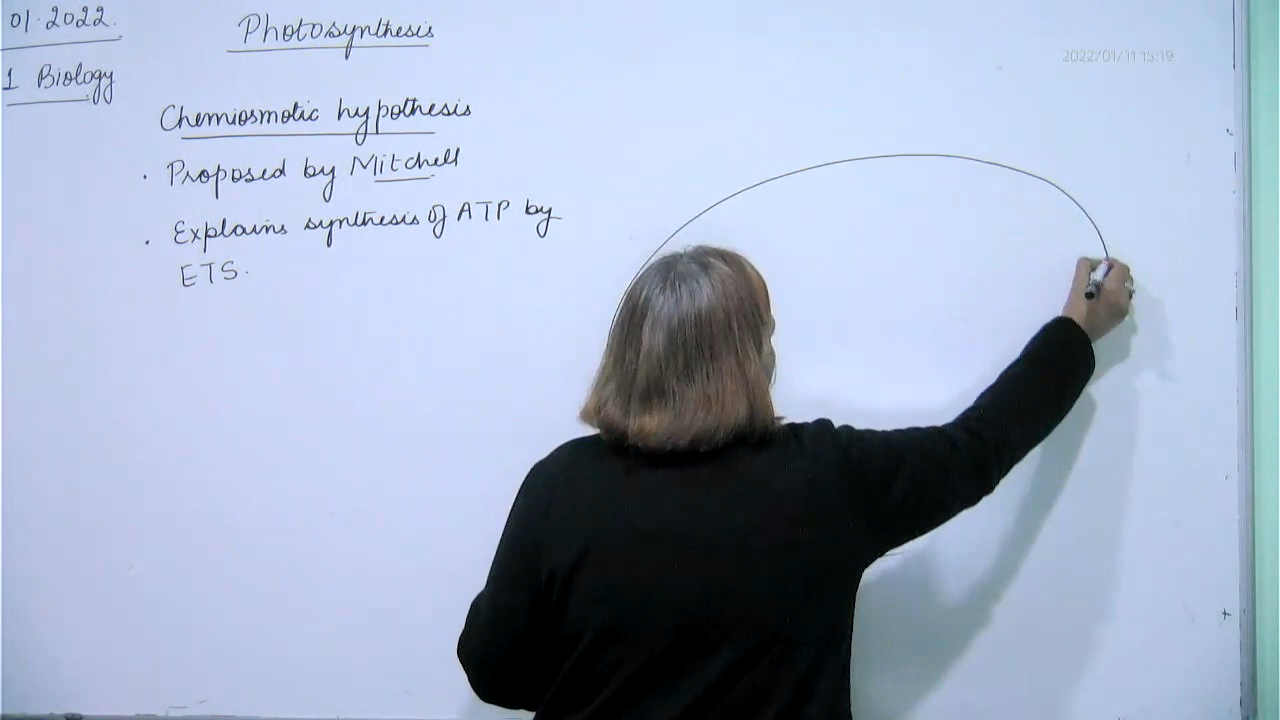 01.2022.
Photosynthesis
2022/01/11 15:19
1 Biology
Chemiosmotic hypothesis
. Proposed by Mitchell
. Explains synthesis of ATP by
ETS.